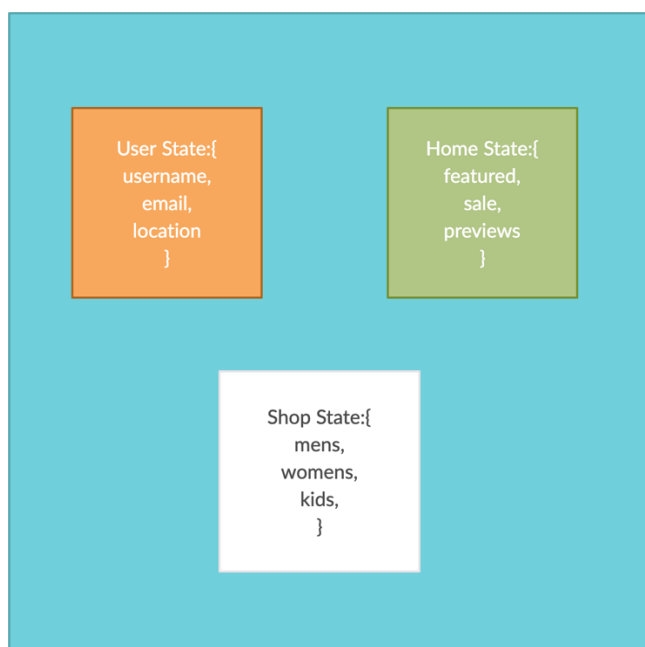 User State:{
username,
email,
location
}
Home State:{
featured,
sale,
previews
}
Shop State:{
mens,
womens,
kids,
}